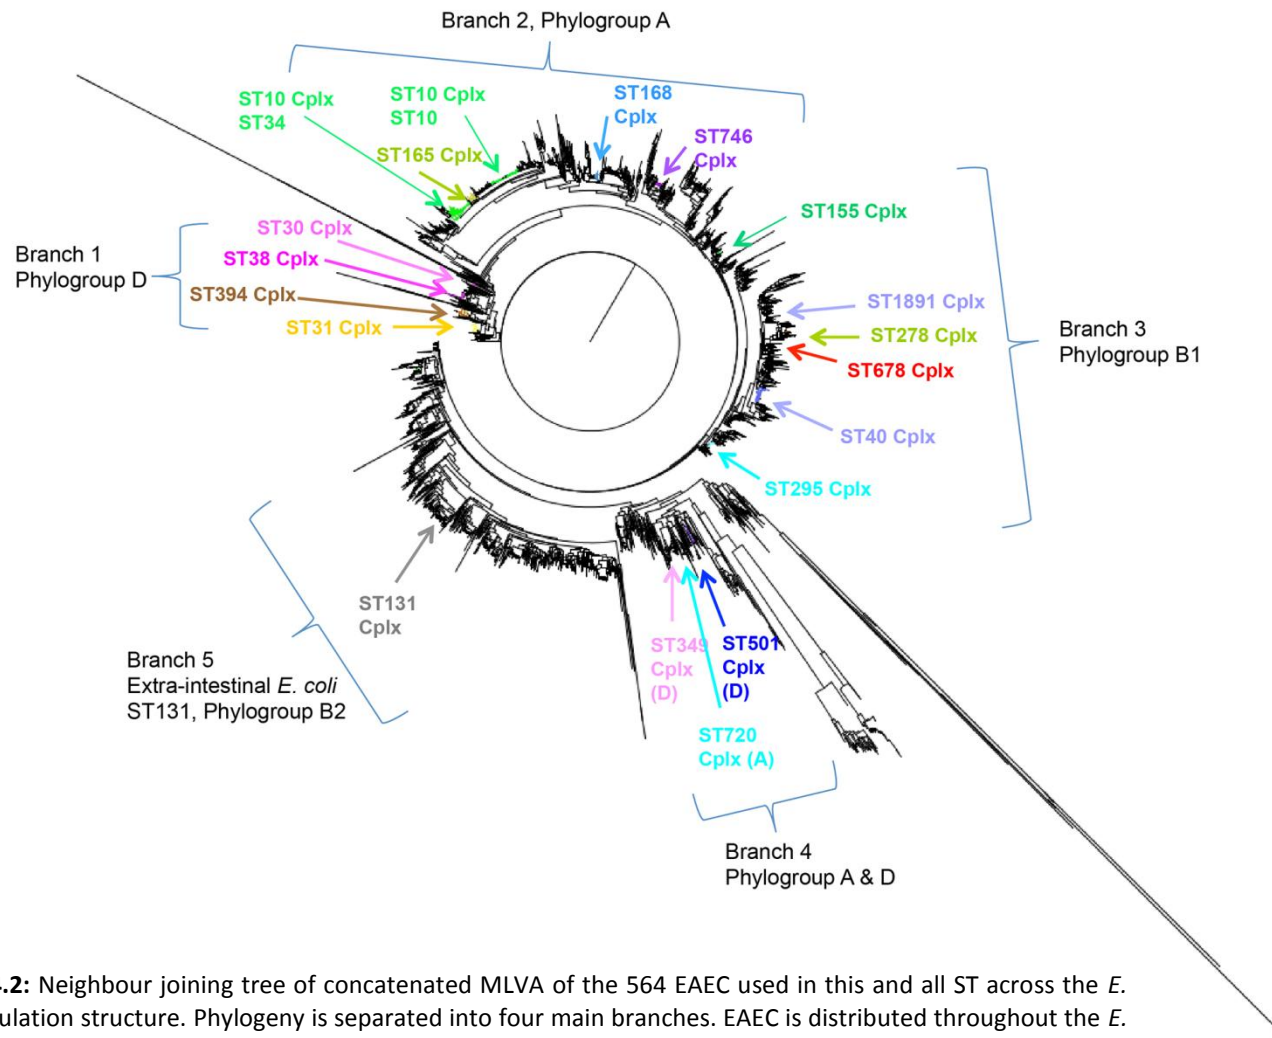 Branch 2, Phylogroup A
ST10 Cplx
ST34
ST10 Cplx
ST10
ST168
Cplx
ST165 Cplx
ST746
Cplx
ST155 Cplx
ST30 Cplx
ST38 Cplx
ST394 Cplx
ST31 Cplx
Branch 1
Phylogroup D
ST1891 Cplx
ST278 Cplx
ST678 Cplx
Branch 3
Phylogroup B1
ST40 Cplx
ST295 Cplx
ST131
Cplx
ST349
Cplx
(D)
ST501
Cplx
(D)
ST720
Cplx (A)
Branch 5
Extra-intestinal E. coli
ST131, Phylogroup B2
Branch 4
Phylogroup A & D
.2: Neighbour joining tree of concatenated MLVA of the 564 EAEC used in this and all ST across the E.
ulation structure. Phylogeny is separated into four main branches. EAEC is distributed throughout the E.